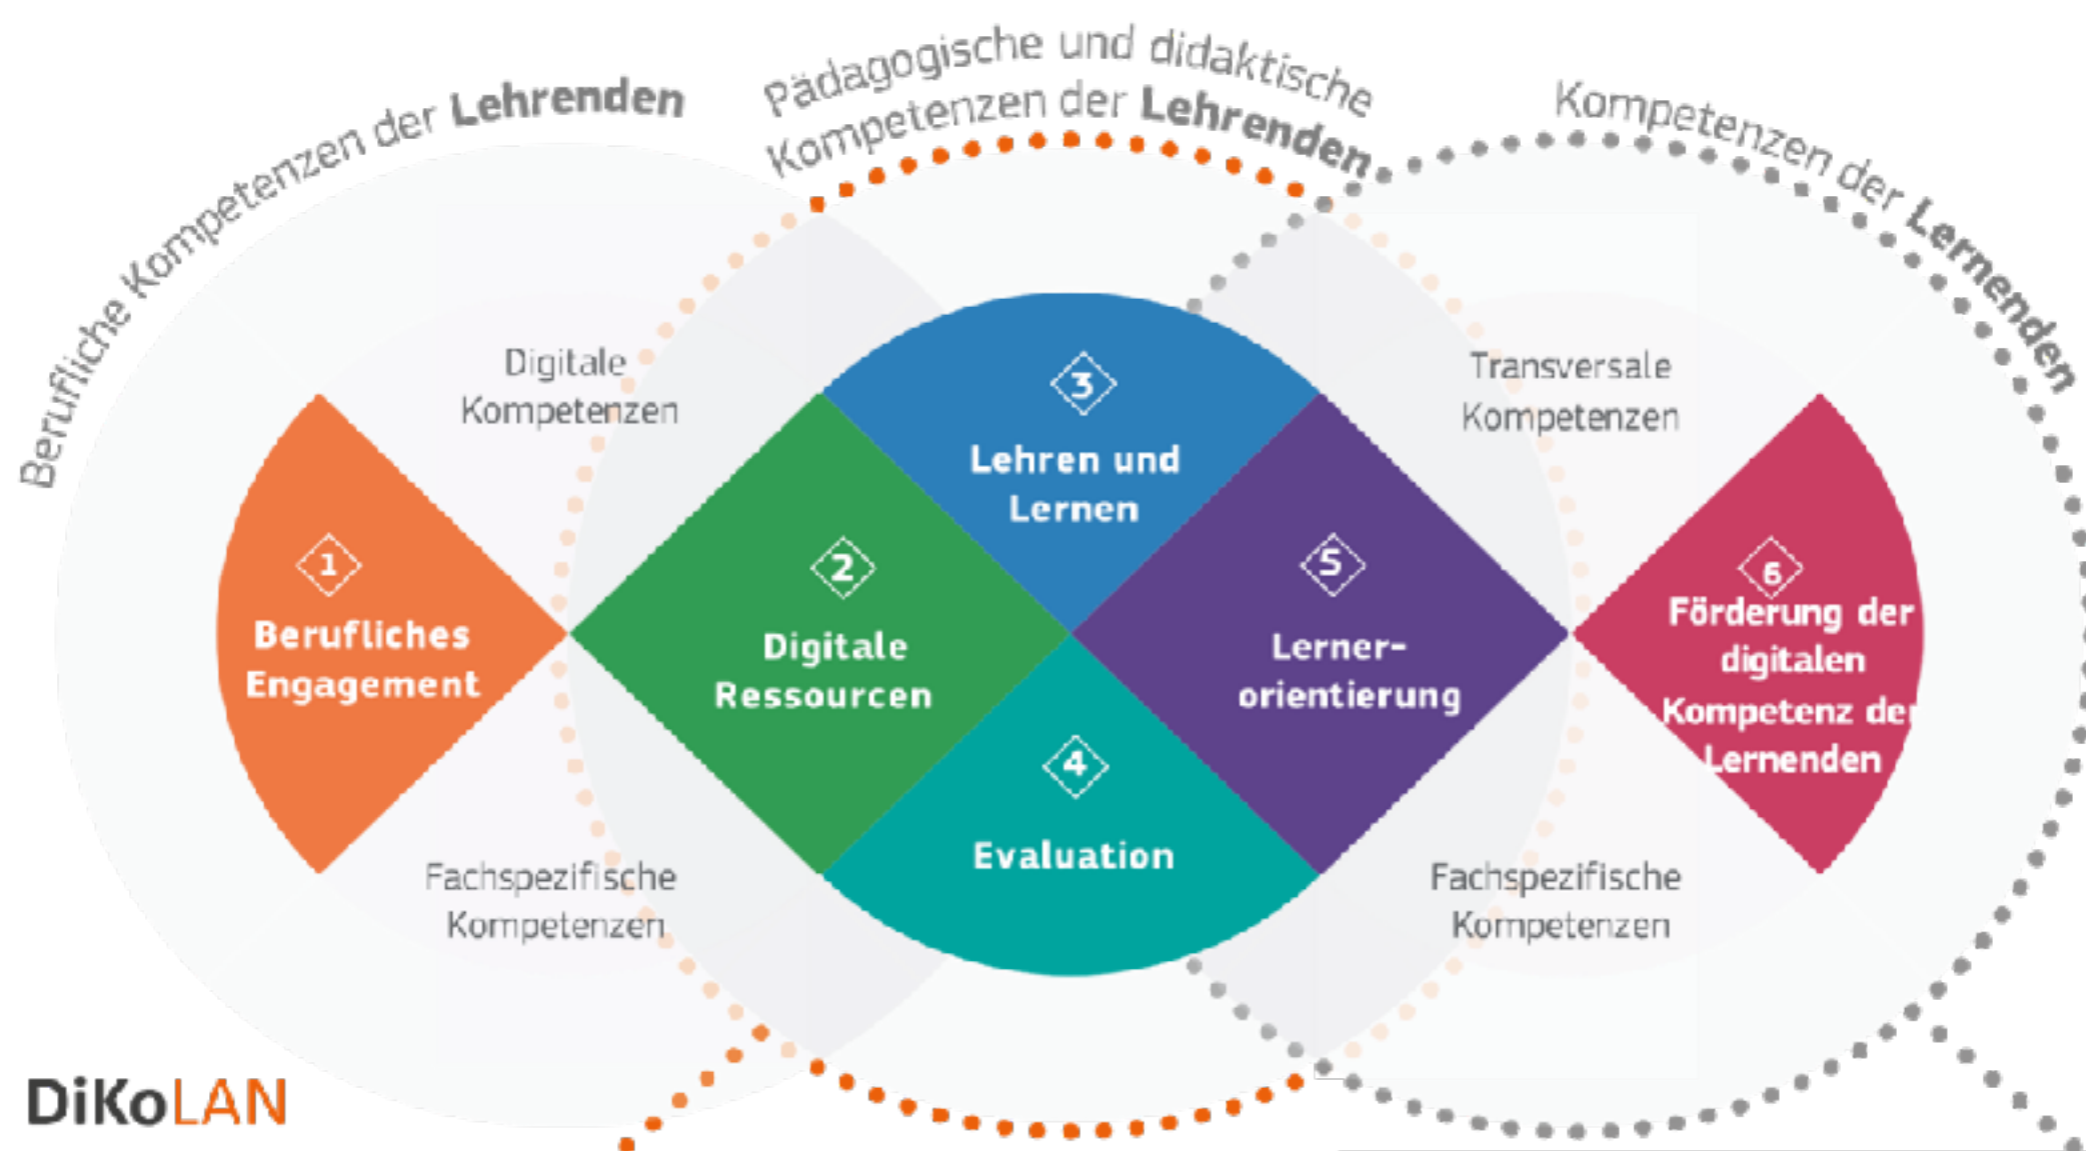 Berufliche Kompetenzen der Lehrenden
Pädagogische und didaktische
Kompetenzen der Lehrenden
Kompetenzen der Lernenden
Digitale
Kompetenzen
Transversale
Kompetenzen
1
Berufliches
Engagement
2
Digitale
Ressourcen
3
Lehren und
Lernen
4
Evaluation
5
Lerner-
orientierung
6
Förderung der
digitalen
Kompetenz der
Lernenden
Fachspezifische
Kompetenzen
Fachspezifische
Kompetenzen
DiKoLAN